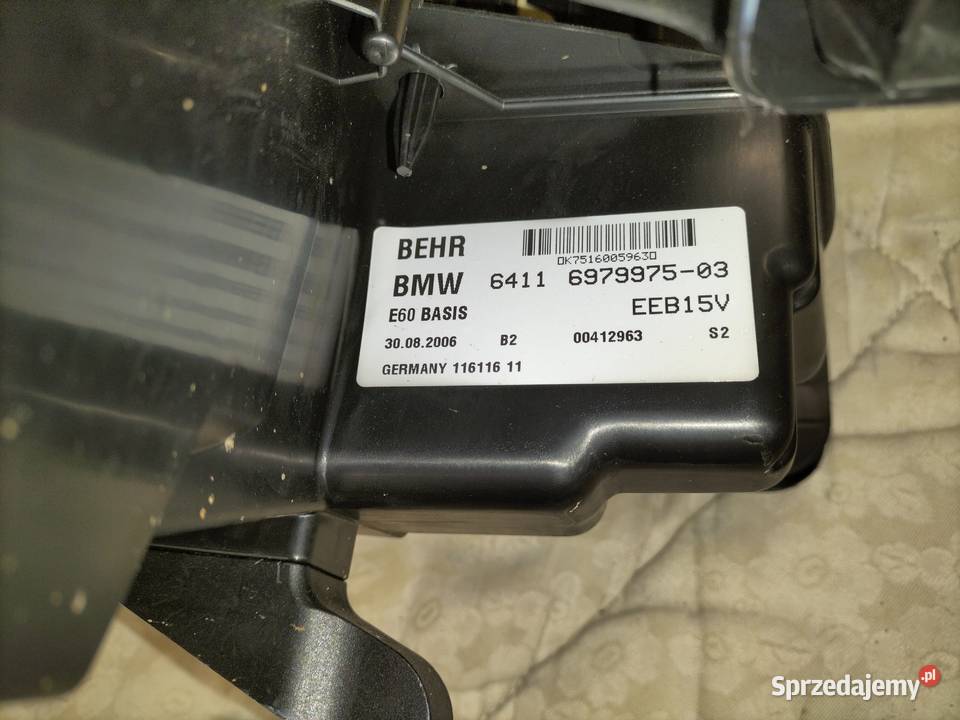 BEHR
▯K7516005963▯
BMW 6411 6979975-03
E60 BASIS EEB15V
30.08.2006 B2 00412963 S2
GERMANY 116116 11
Sprzedajemy.pl